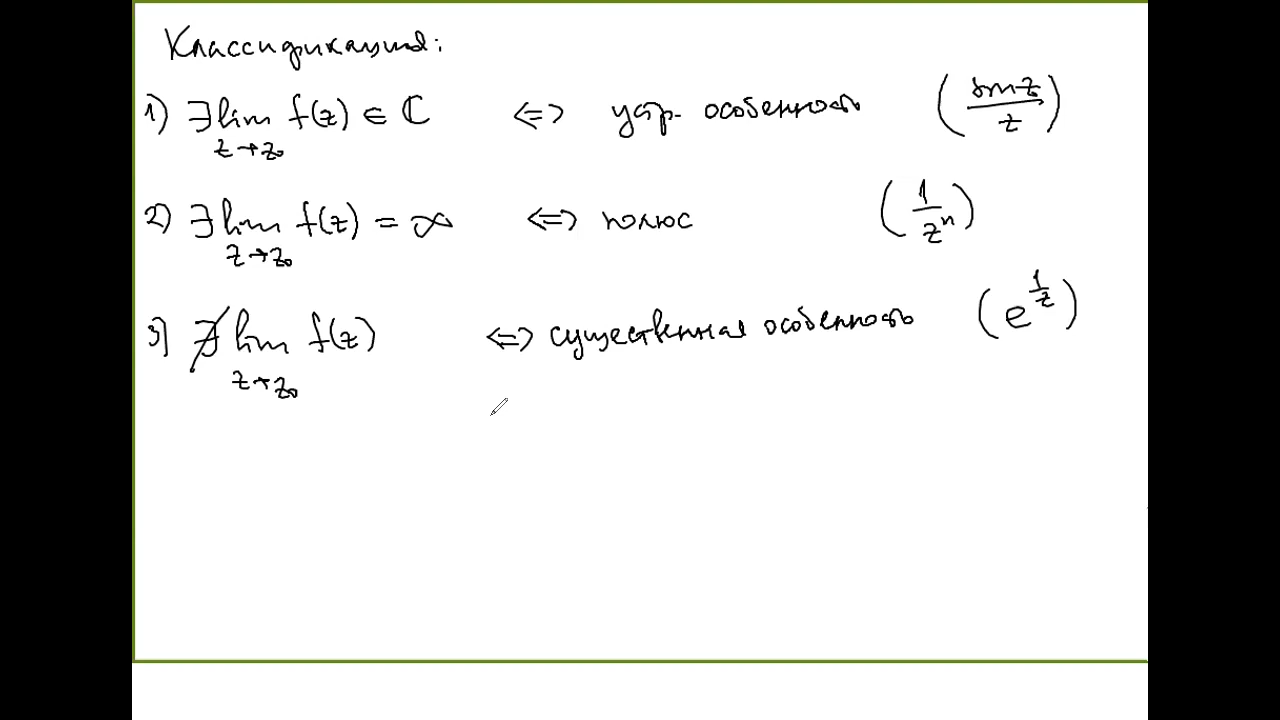 Классификация:
1) ∃ lim f(z) ∈ ℂ ⇔ устр. особенность (sin z / z)
z→z₀
2) ∃ lim f(z) = ∞ ⇔ полюс (1 / zⁿ)
z→z₀
3) ∄ lim f(z) ⇔ существенная особенность (e^(1/z))
z→z₀